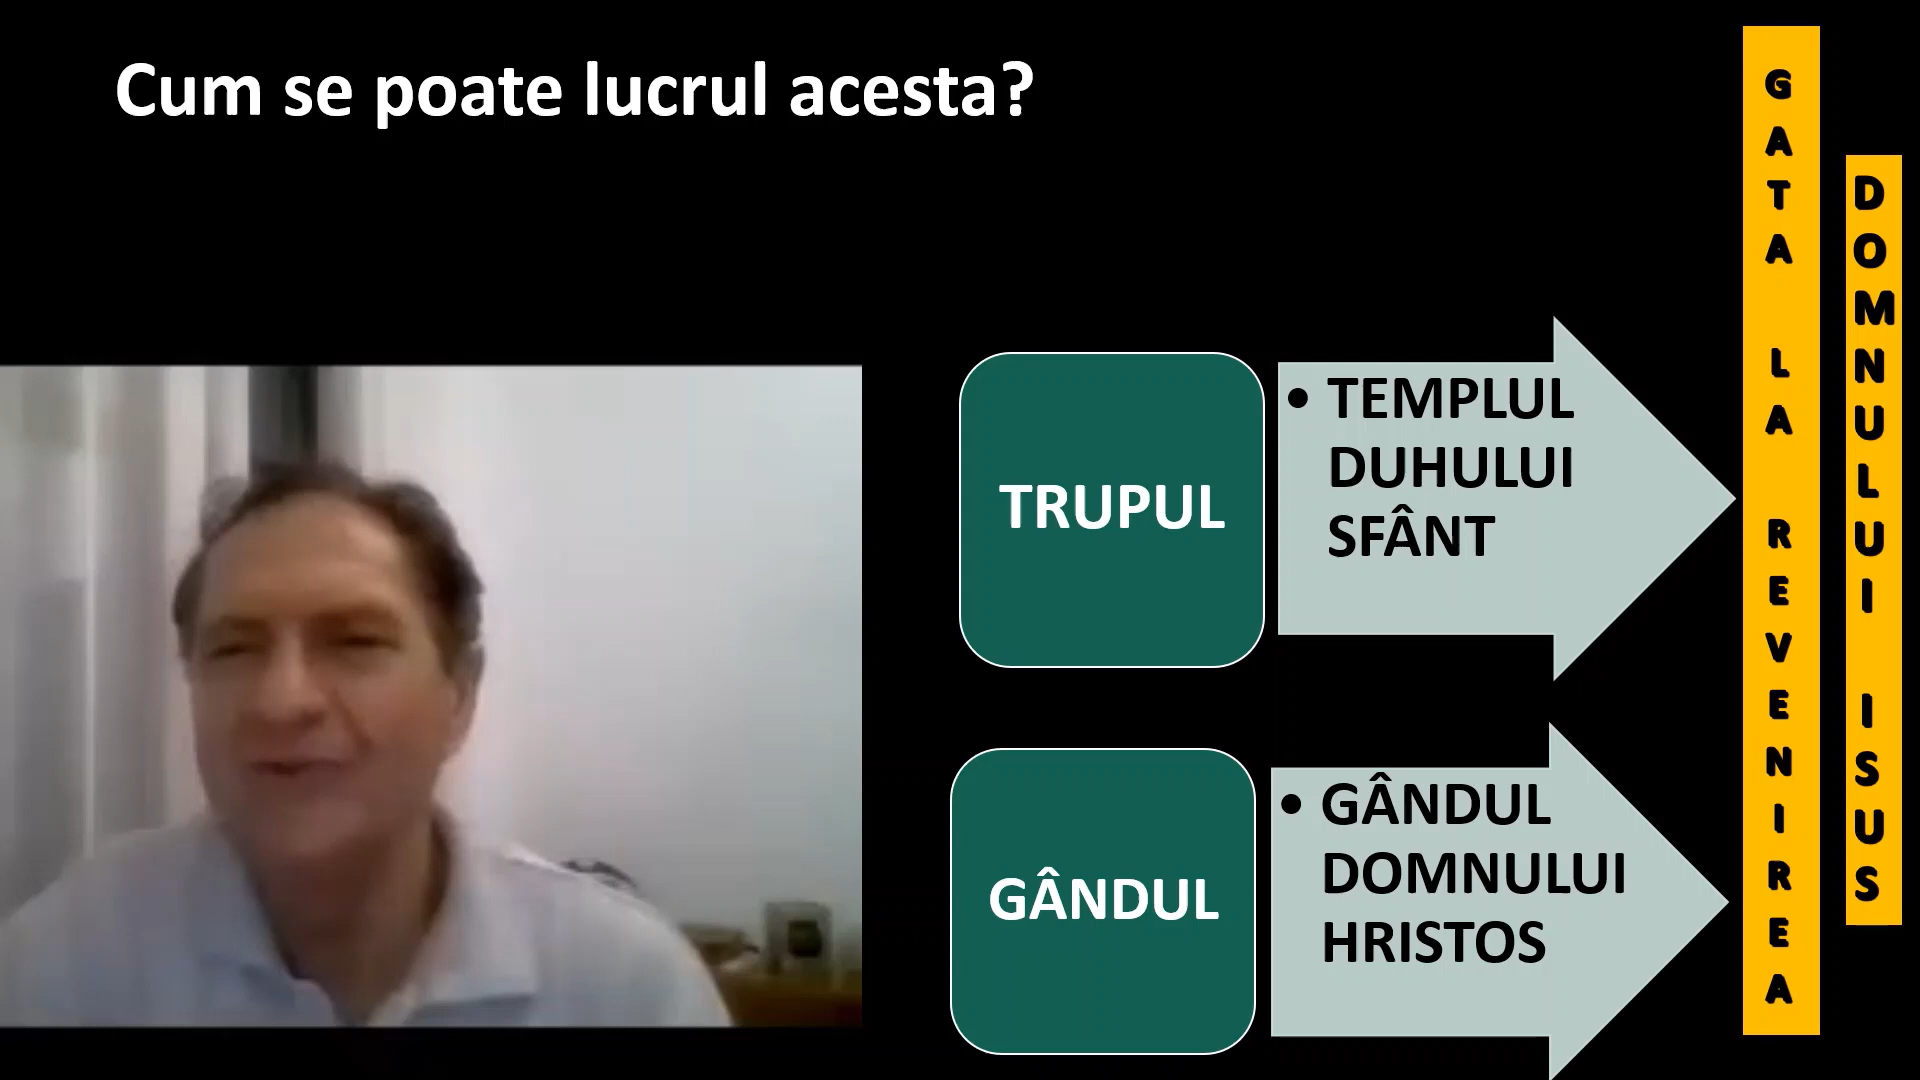 Cum se poate lucrul acesta?
TRUPUL
• TEMPLUL
DUHULUI
SFÂNT
GÂNDUL
• GÂNDUL
DOMNULUI
HRISTOS
GATA LA REVENIREA
DOMNULUI ISUS